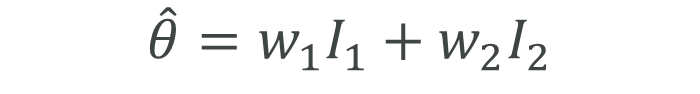 θ̂ = w₁I₁ + w₂I₂